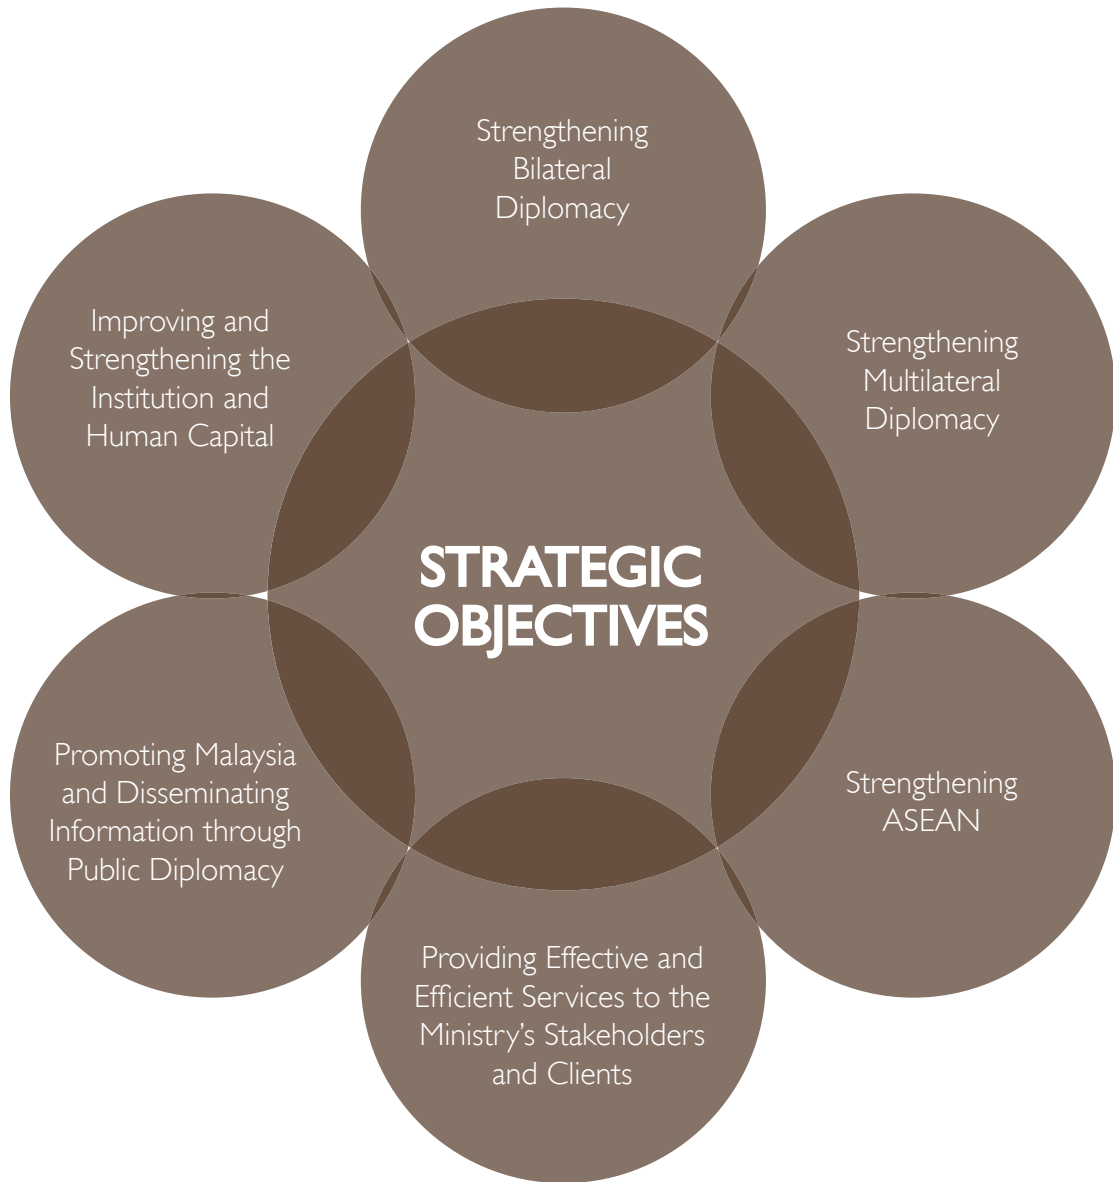 Strengthening
Bilateral
Diplomacy
Strengthening
Multilateral
Diplomacy
Strengthening
ASEAN
Providing Effective and
Efficient Services to the
Ministry’s Stakeholders
and Clients
Promoting Malaysia
and Disseminating
Information through
Public Diplomacy
Improving and
Strengthening the
Institution and
Human Capital
STRATEGIC
OBJECTIVES